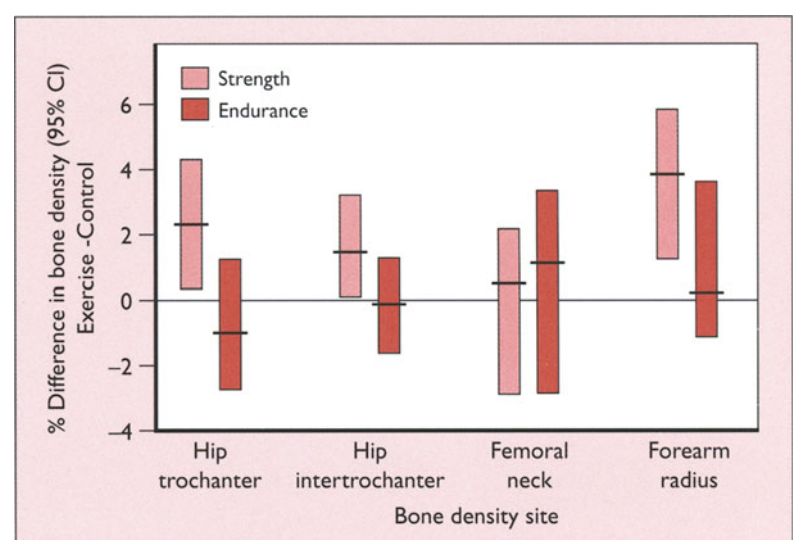 % Difference in bone density (95% CI)
Exercise -Control
Strength
Endurance
6
4
2
0
–2
–4
Hip
trochanter
Hip
intertrochanter
Femoral
neck
Forearm
radius
Bone density site